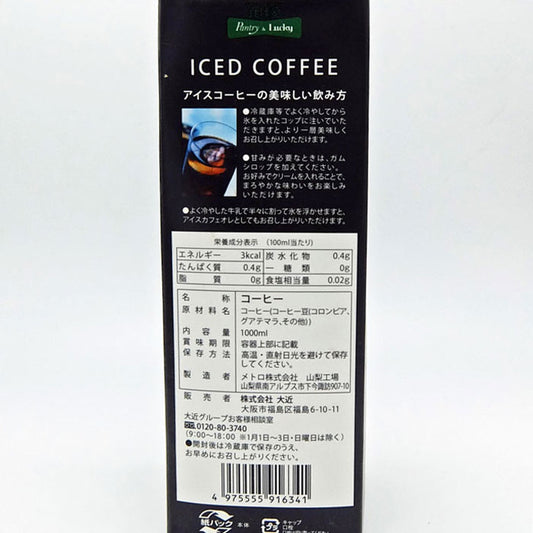 Pantry & Lucky
ICED COFFEE
アイスコーヒーの美味しい飲み方
●冷蔵庫等でよく冷やしてから
氷を入れたコップに注いでいた
だきますと、より一層美味しく
お召し上がりいただけます。
●甘みが必要なときは、ガム
シロップを加えてください。
お好みでクリームを入れることで、
まろやかな味わいをお楽しみ
いただけます。
●よく冷やした牛乳で半々に割って氷を浮かせますと、
アイスカフェオレとしてもお召し上がりいただけます。
栄養成分表示 (100ml当たり)
エネルギー 3kcal 炭水化物 0.4g
たんぱく質 0.4g ー糖類 0g
脂質 0g 食塩相当量 0.02g
名称 コーヒー
原材料名 コーヒー(コーヒー豆(コロンビア、
グアテマラ、その他))
内容量 1000ml
賞味期限 容器上部に記載
保存方法 高温・直射日光を避けて保存
してください。
製造者 メトロ株式会社 山梨工場
山梨県南アルプス市下今諏訪907-10
販売者 株式会社 大近
大阪市福島区福島6-10-11
大近グループお客様相談室
0120-80-3740
(9:00〜18:00 ※1月1日〜3日・日曜日は除く)
●開封後は冷蔵庫で保存のうえ、
お早めにお召し上がりください。
4 975555 916341
紙パック 本体
プラ キャップ
口栓